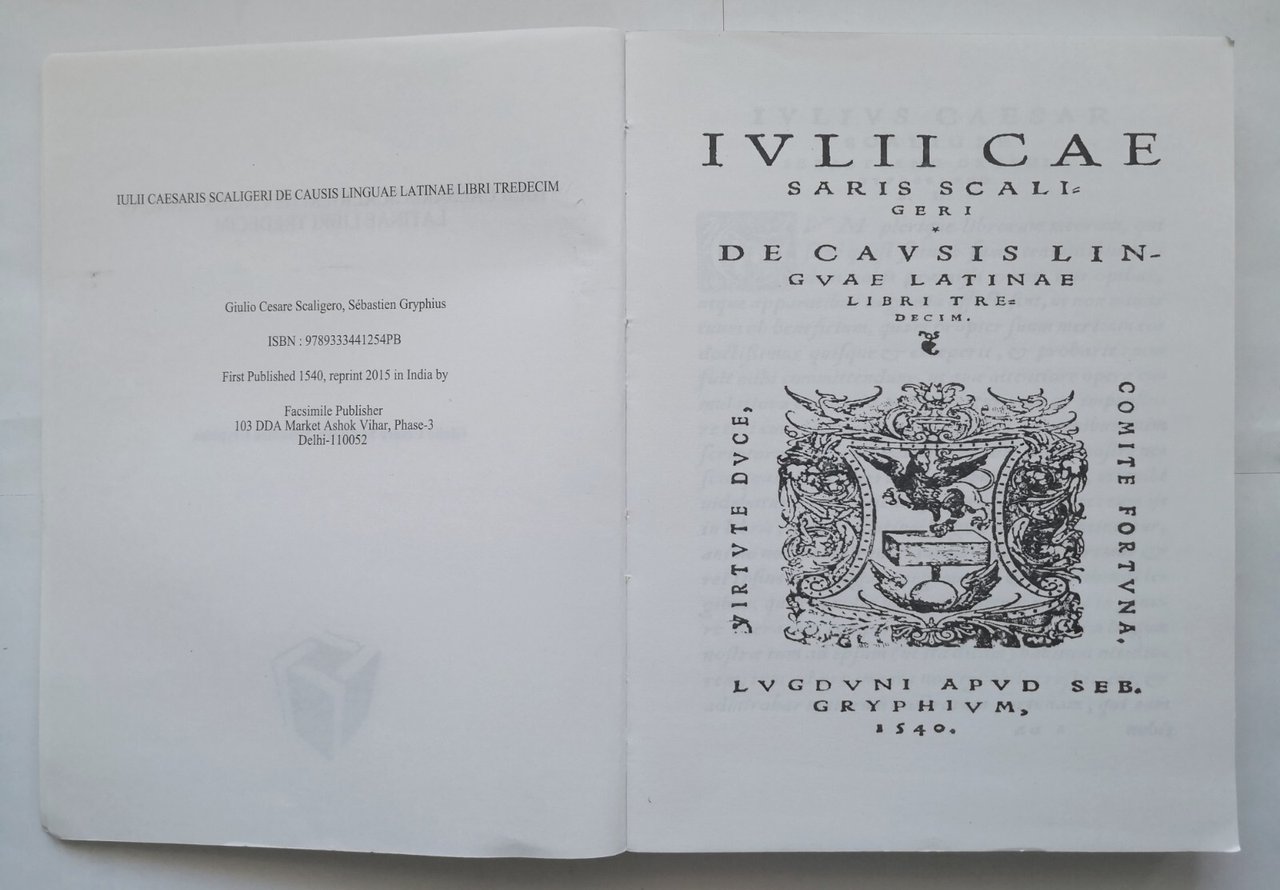 IULII CAESARIS SCALIGERI DE CAUSIS LINGUAE LATINAE LIBRI TREDECIM
Giulio Cesare Scaligero, Sébastien Gryphius
ISBN : 9789333441254PB
First Published 1540, reprint 2015 in India by
Facsimile Publisher
103 DDA Market Ashok Vihar, Phase-3
Delhi-110052
IVLII CAE
SARIS SCALI=
GERI
*
DE CAVSIS LIN-
GVAE LATINAE
LIBRI TRE=
DECIM.
VIRTVTE DVCE,
COMITE FORTVNA,
LVGDVNI APVD SEB.
GRYPHIVM,
1540.